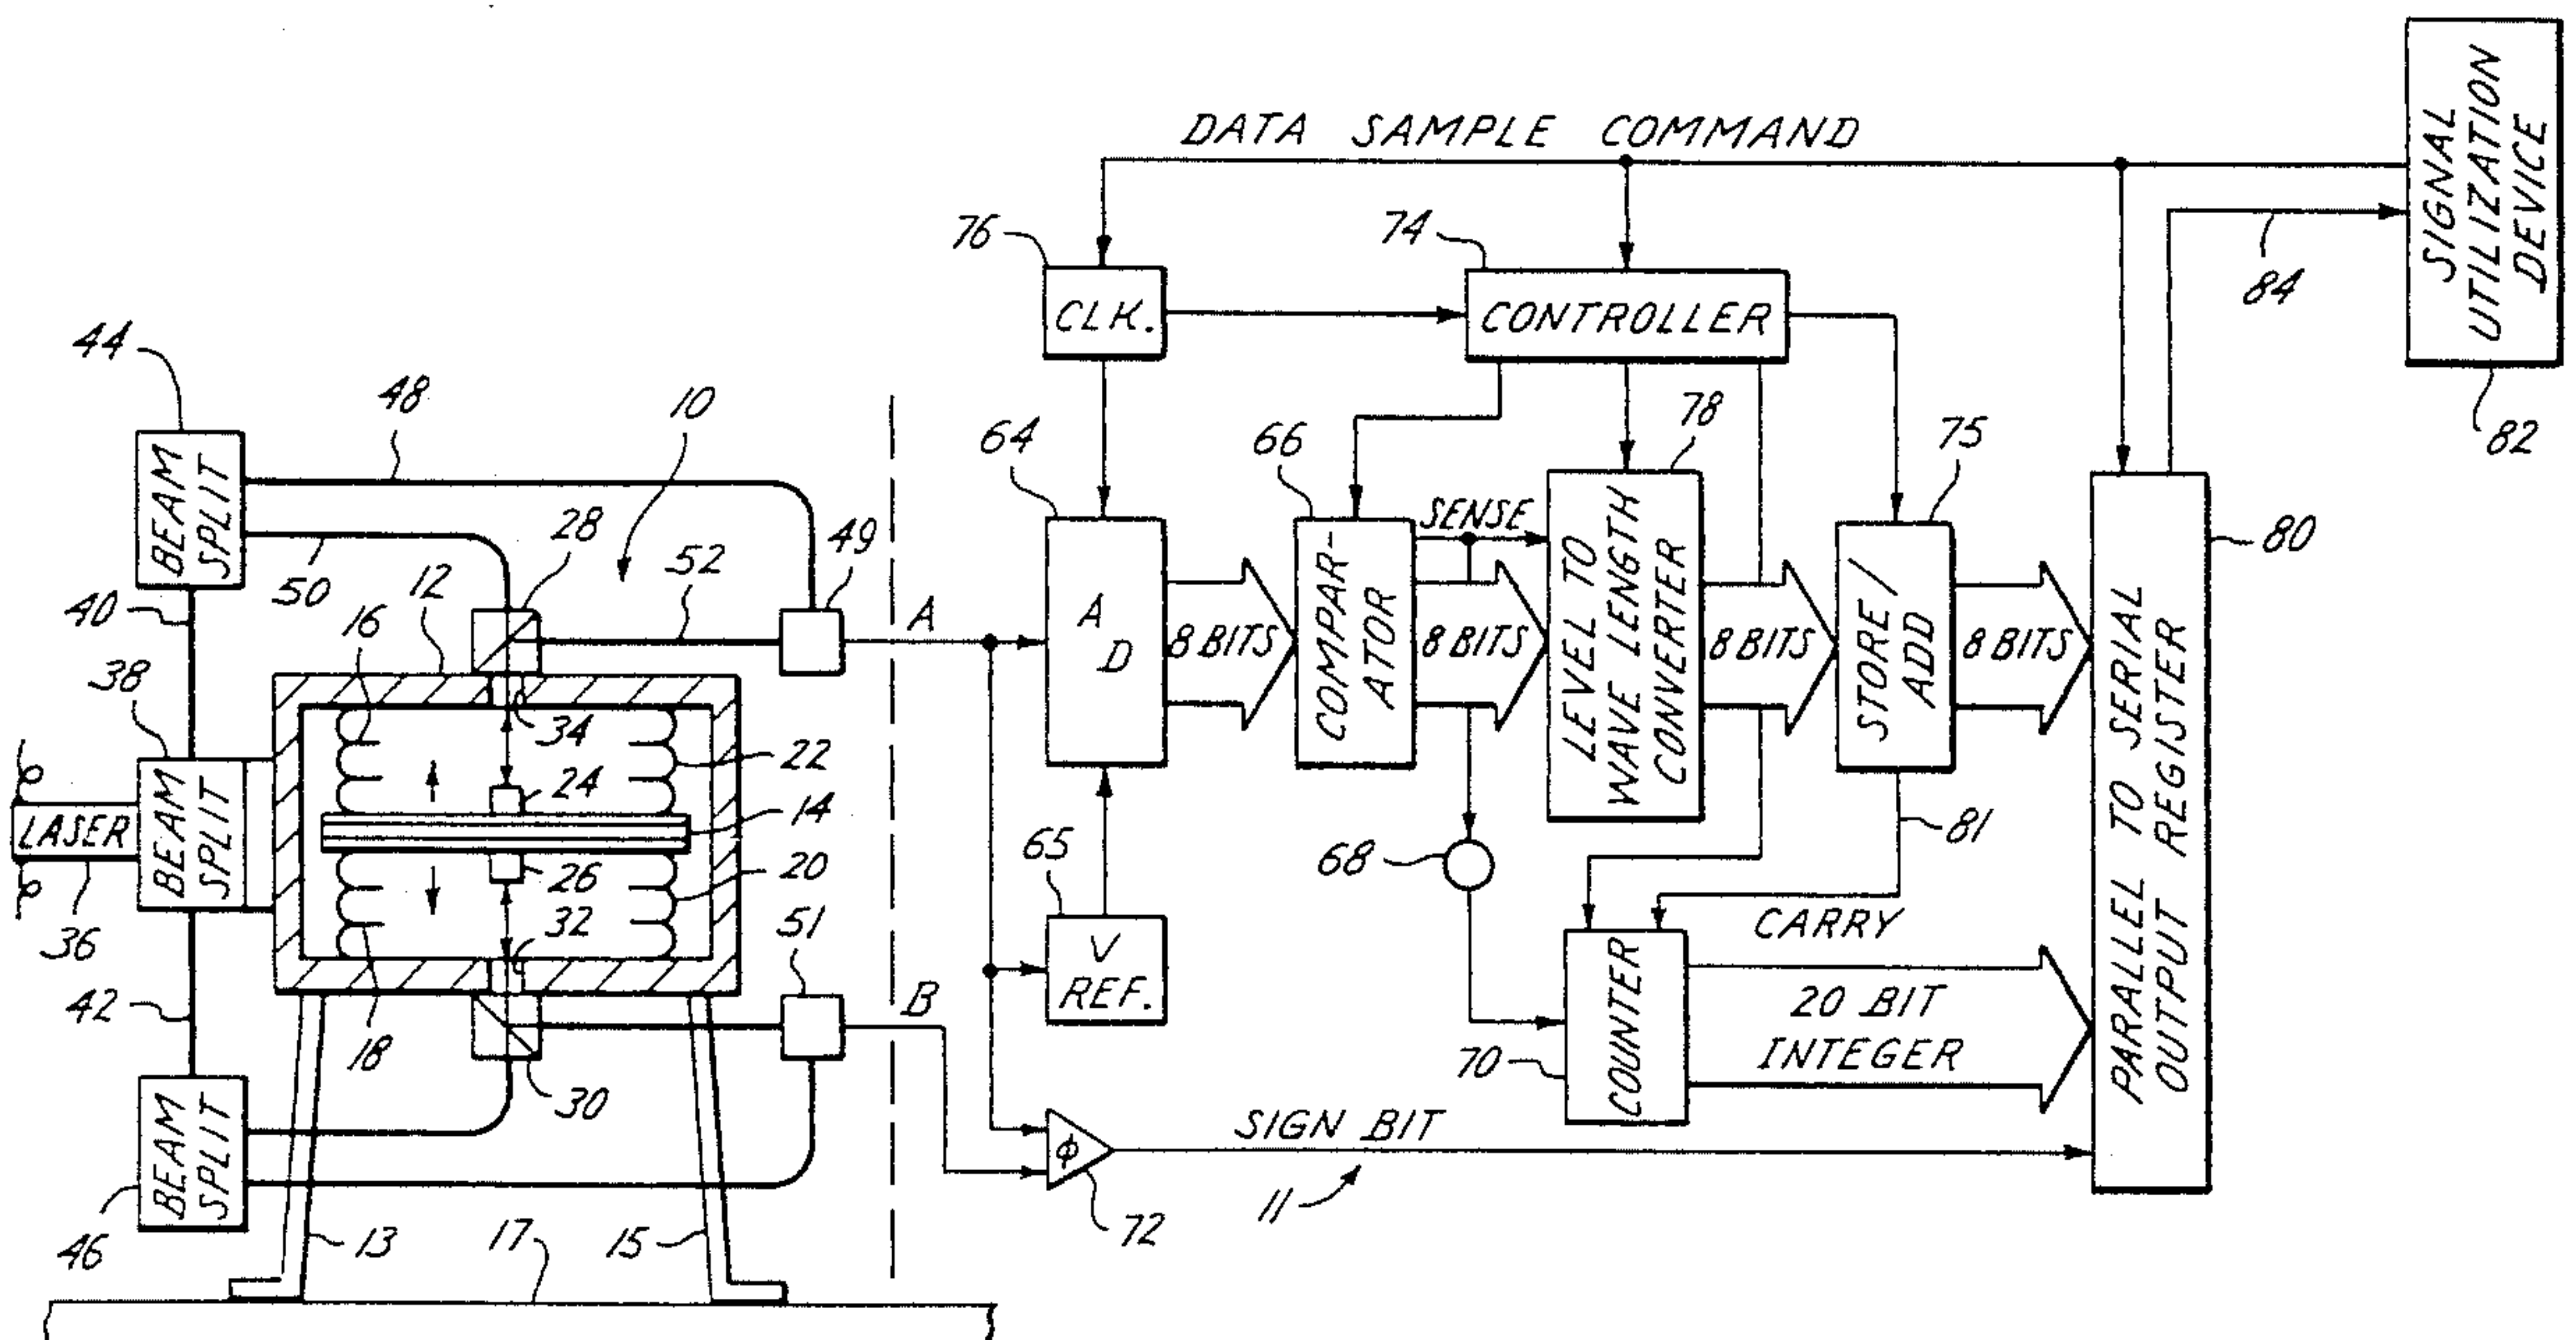 DATA SAMPLE COMMAND
SIGNAL
UTILIZATION
DEVICE
84
82
76
CLK.
74
CONTROLLER
44
BEAM
SPLIT
48
10
50
28
49
52
40
12
16
34
38
BEAM
SPLIT
LASER
36
22
24
14
26
20
32
18
42
51
30
BEAM
SPLIT
46
13
17
15
A
B
64
A
D
8 BITS
66
COMPAR-
ATOR
SENSE
8 BITS
78
LEVEL TO
WAVE LENGTH
CONVERTER
8 BITS
75
STORE/
ADD
8 BITS
80
PARALLEL TO SERIAL
OUTPUT REGISTER
81
65
V
REF.
68
CARRY
COUNTER
70
20 BIT
INTEGER
ϕ
72
SIGN BIT
11